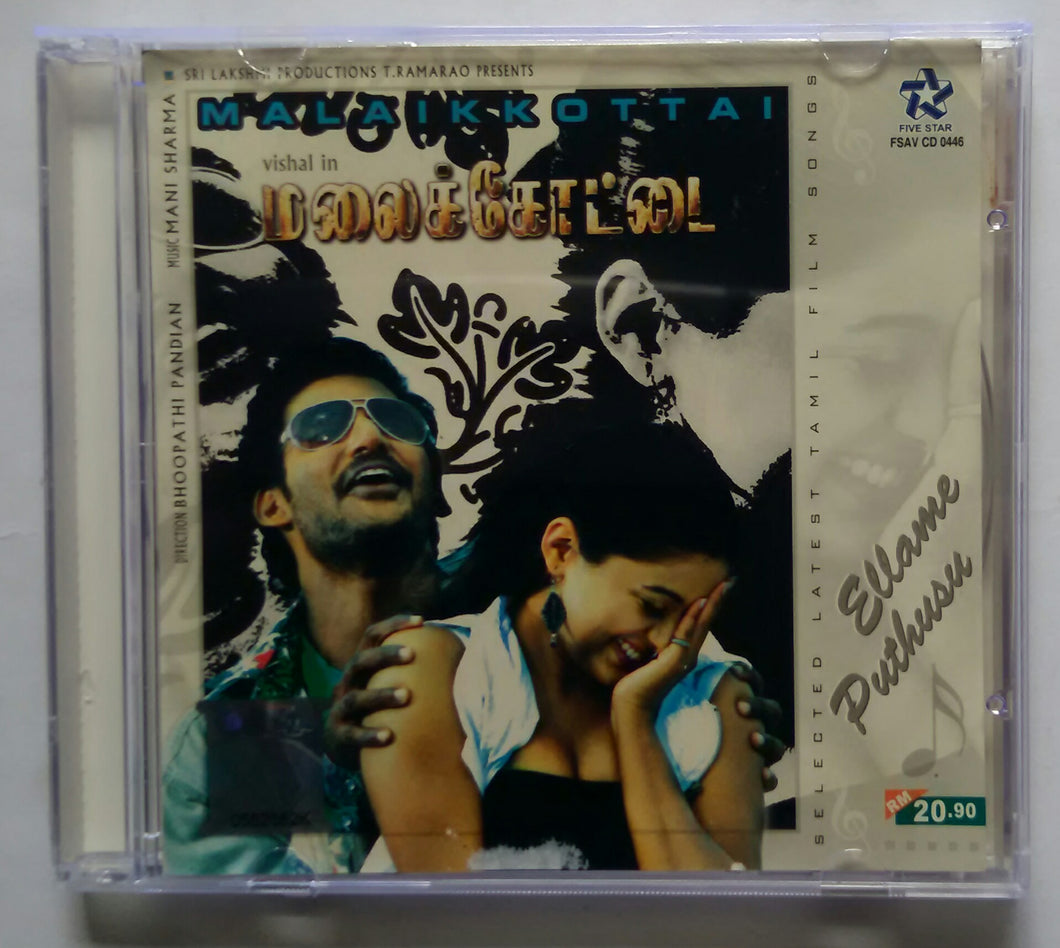 SRI LAKSHMI PRODUCTIONS T.RAMARAO PRESENTS
MALAIKKOTTAI
vishal in
மலைக்கோட்டை
MUSIC MANI SHARMA
DIRECTION BHOOPATHI PANDIAN
SELECTED LATEST TAMIL FILM SONGS
FIVE STAR
FSAV CD 0446
Ellame
Puthusu
RM 20.90